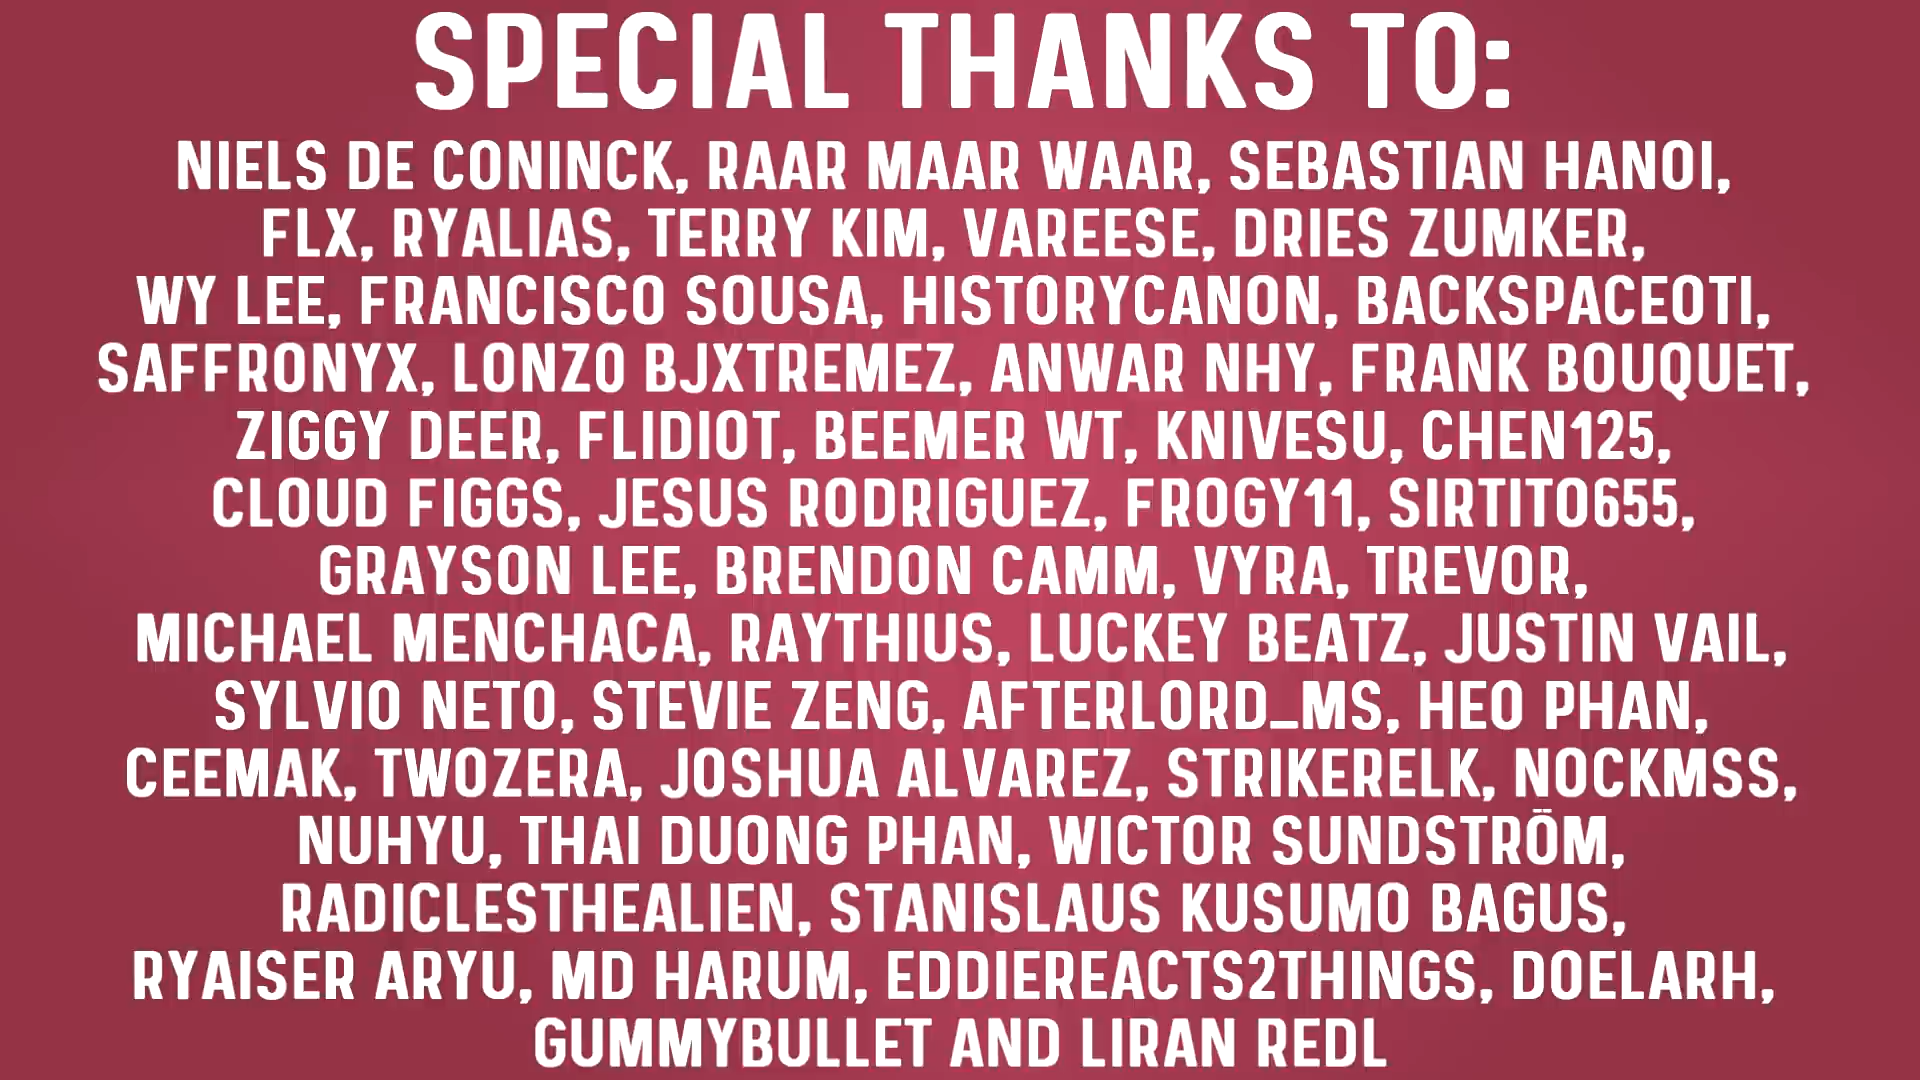 SPECIAL THANKS TO:
NIELS DE CONINCK, RAAR MAAR WAAR, SEBASTIAN HANOI,
FLX, RYALIAS, TERRY KIM, VAREESE, DRIES ZUMKER,
WY LEE, FRANCISCO SOUSA, HISTORYCANON, BACKSPACEOTI,
SAFFRONYX, LONZO BJXTREMEZ, ANWAR NHY, FRANK BOUQUET,
ZIGGY DEER, FLIDIOT, BEEMER WT, KNIVESU, CHEN125,
CLOUD FIGGS, JESUS RODRIGUEZ, FROGY11, SIRTITO655,
GRAYSON LEE, BRENDON CAMM, VYRA, TREVOR,
MICHAEL MENCHACA, RAYTHIUS, LUCKEY BEATZ, JUSTIN VAIL,
SYLVIO NETO, STEVIE ZENG, AFTERLORD_MS, HEO PHAN,
CEEMAK, TWOZERA, JOSHUA ALVAREZ, STRIKERELK, NOCKMSS,
NUHYU, THAI DUONG PHAN, WICTOR SUNDSTRÖM,
RADICLESTHEALIEN, STANISLAUS KUSUMO BAGUS,
RYAISER ARYU, MD HARUM, EDDIEREACTS2THINGS, DOELARH,
GUMMYBULLET AND LIRAN REDL